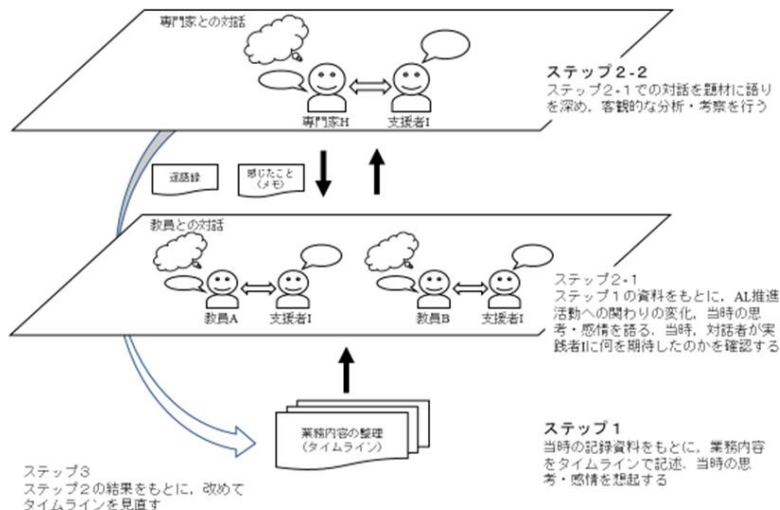 専門家との対話
専門家H
支援者I
ステップ2-2
ステップ2-1での対話を題材に語り
を深め，客観的な分析・考察を行う
逐語録
感じたこと
（メモ）
教員との対話
教員A
支援者I
教員B
支援者I
ステップ2-1
ステップ1の資料をもとに，AL推進
活動への関わりの変化，当時の思
考・感情を語る．当時，対話者が実
践者Iに何を期待したのかを確認する
業務内容の整理
（タイムライン）
ステップ1
当時の記録資料をもとに，業務内容
をタイムラインで記述．当時の思
考・感情を想起する
ステップ3
ステップ2の結果をもとに，改めて
タイムラインを見直す